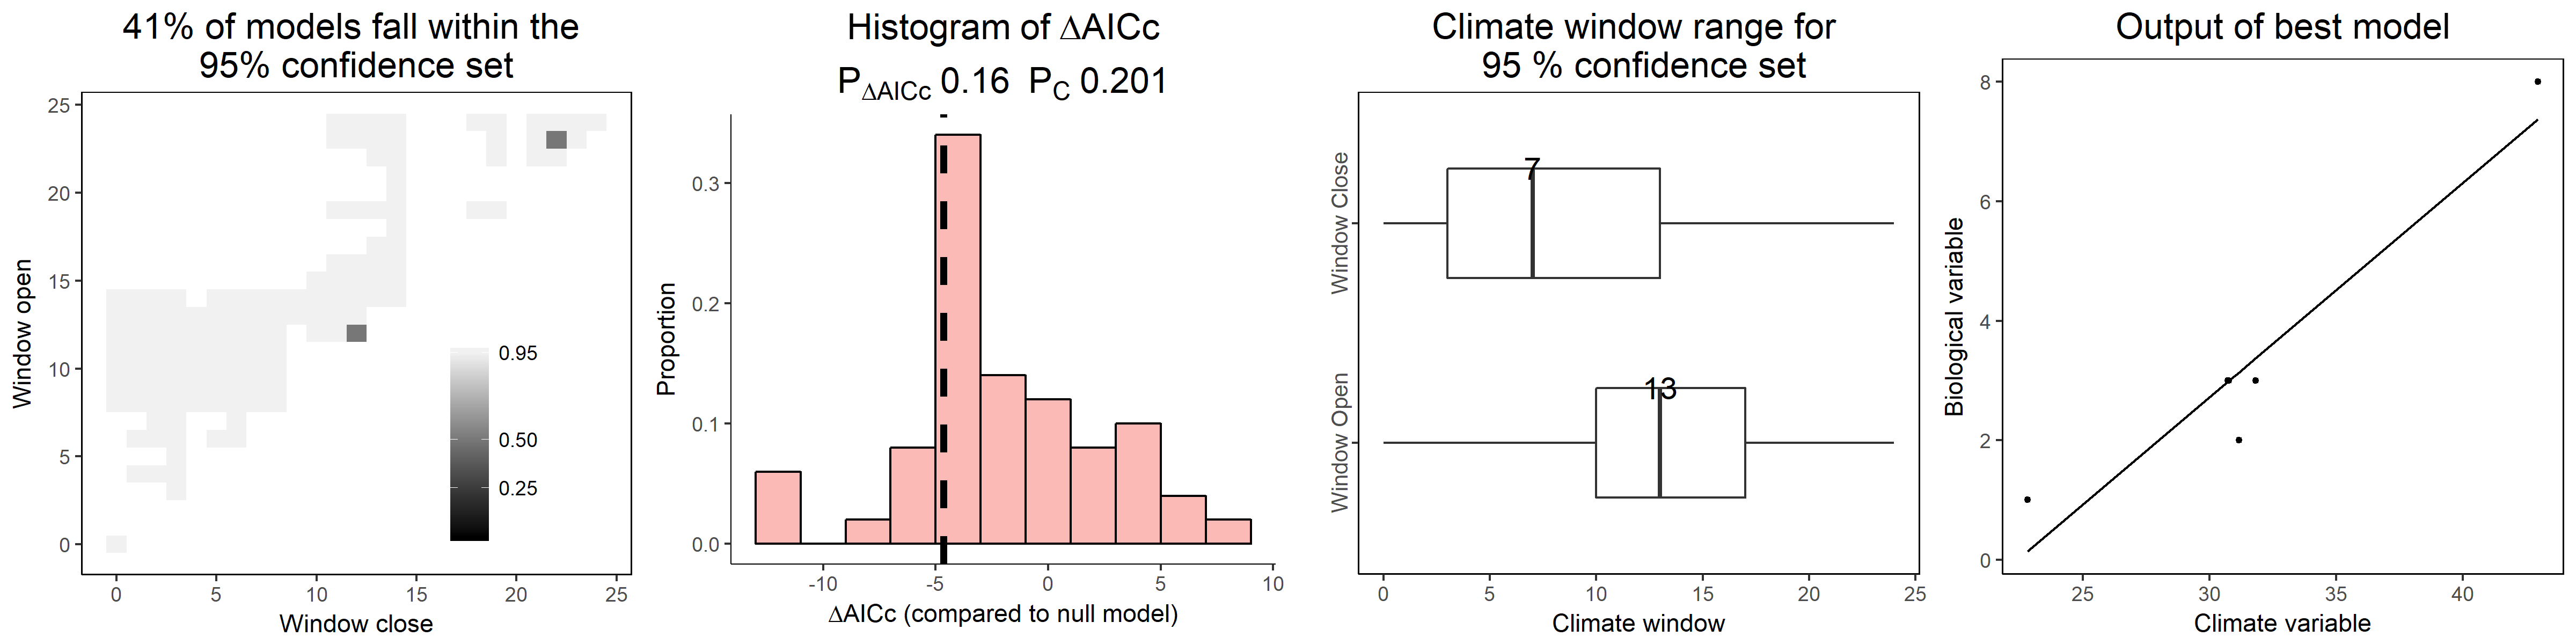 41% of models fall within the
95% confidence set
25
20
15
10
5
0
Window open
0.95
0.50
0.25
0 5 10 15 20 25
Window close
Histogram of ΔAICc
PΔAICc 0.16 PC 0.201
0.3
0.2
0.1
0.0
Proportion
-10 -5 0 5 10
ΔAICc (compared to null model)
Climate window range for
95 % confidence set
Window Close
7
Window Open
13
0 5 10 15 20 25
Climate window
Output of best model
8
6
4
2
0
Biological variable
25 30 35 40
Climate variable